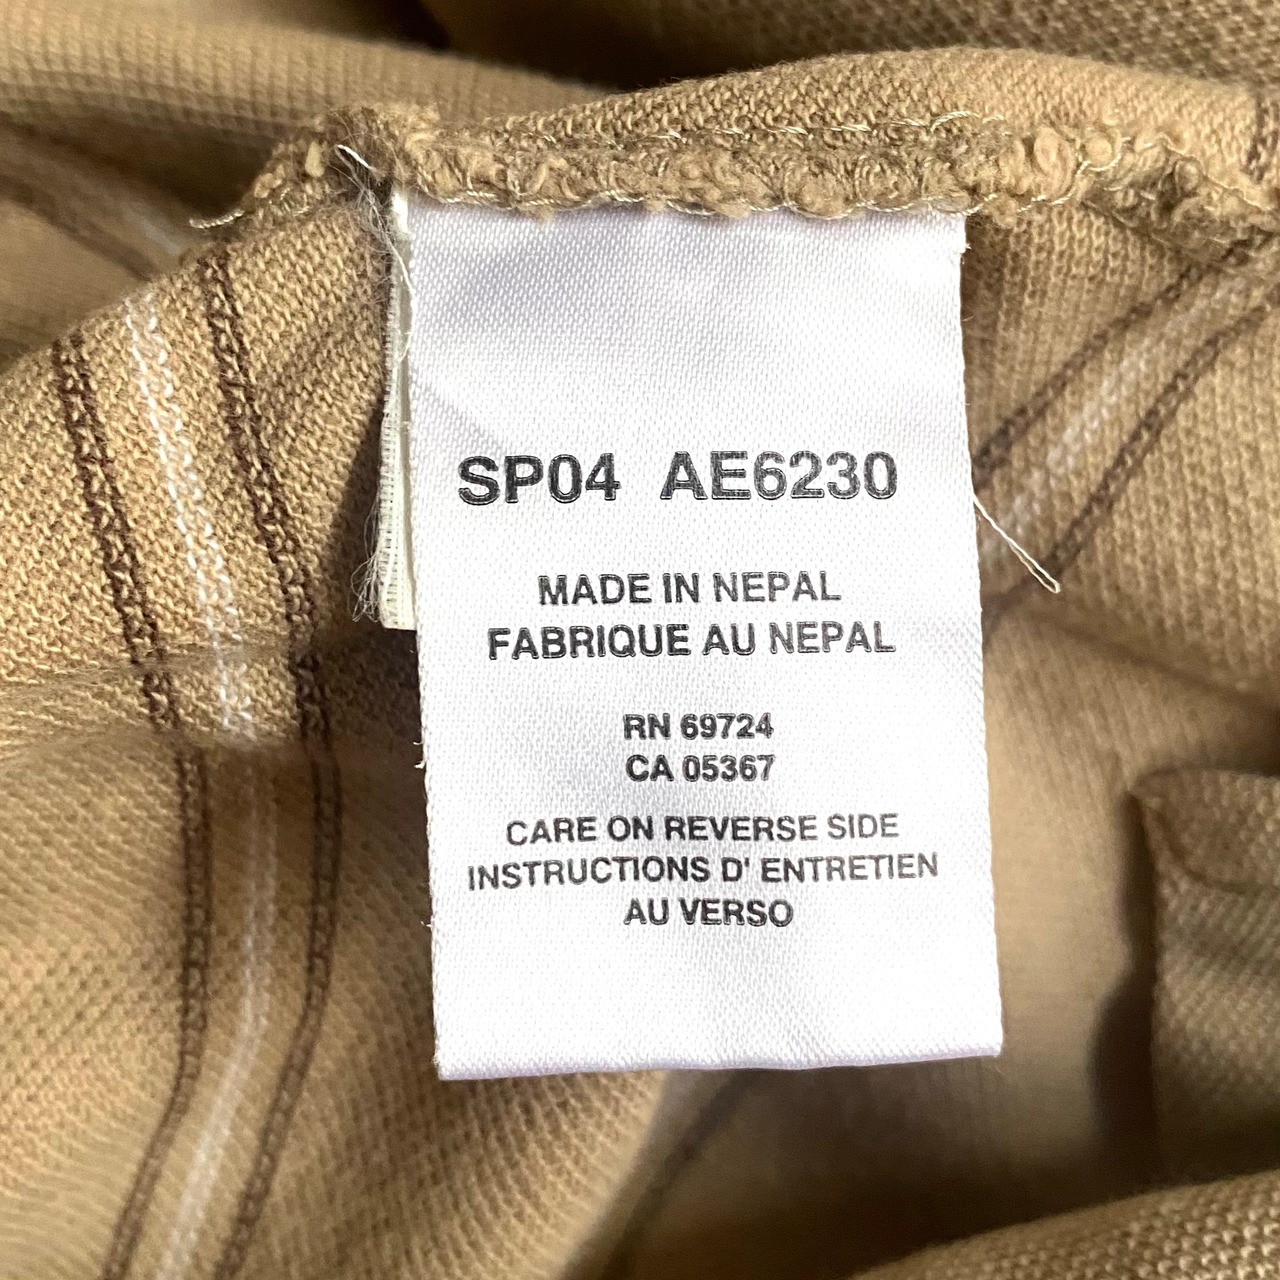 SP04 AE6230
MADE IN NEPAL
FABRIQUE AU NEPAL
RN 69724
CA 05367
CARE ON REVERSE SIDE
INSTRUCTIONS D' ENTRETIEN
AU VERSO